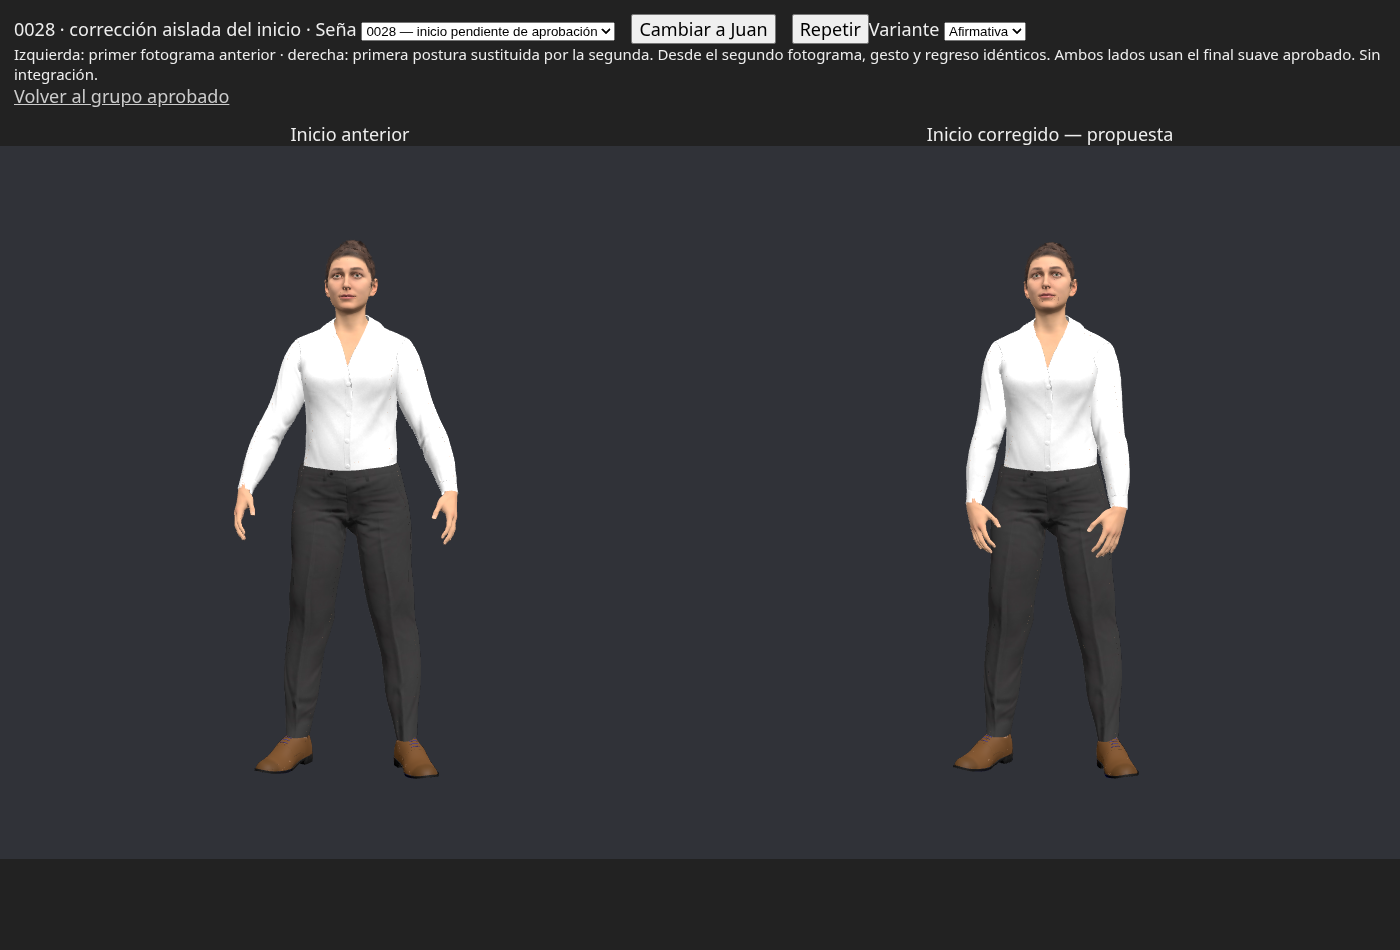 0028 · corrección aislada del inicio · Seña 0028 — inicio pendiente de aprobación Cambiar a Juan Repetir Variante Afirmativa
Izquierda: primer fotograma anterior · derecha: primera postura sustituida por la segunda. Desde el segundo fotograma, gesto y regreso idénticos. Ambos lados usan el final suave aprobado. Sin
integración.
Volver al grupo aprobado
Inicio anterior
Inicio corregido — propuesta